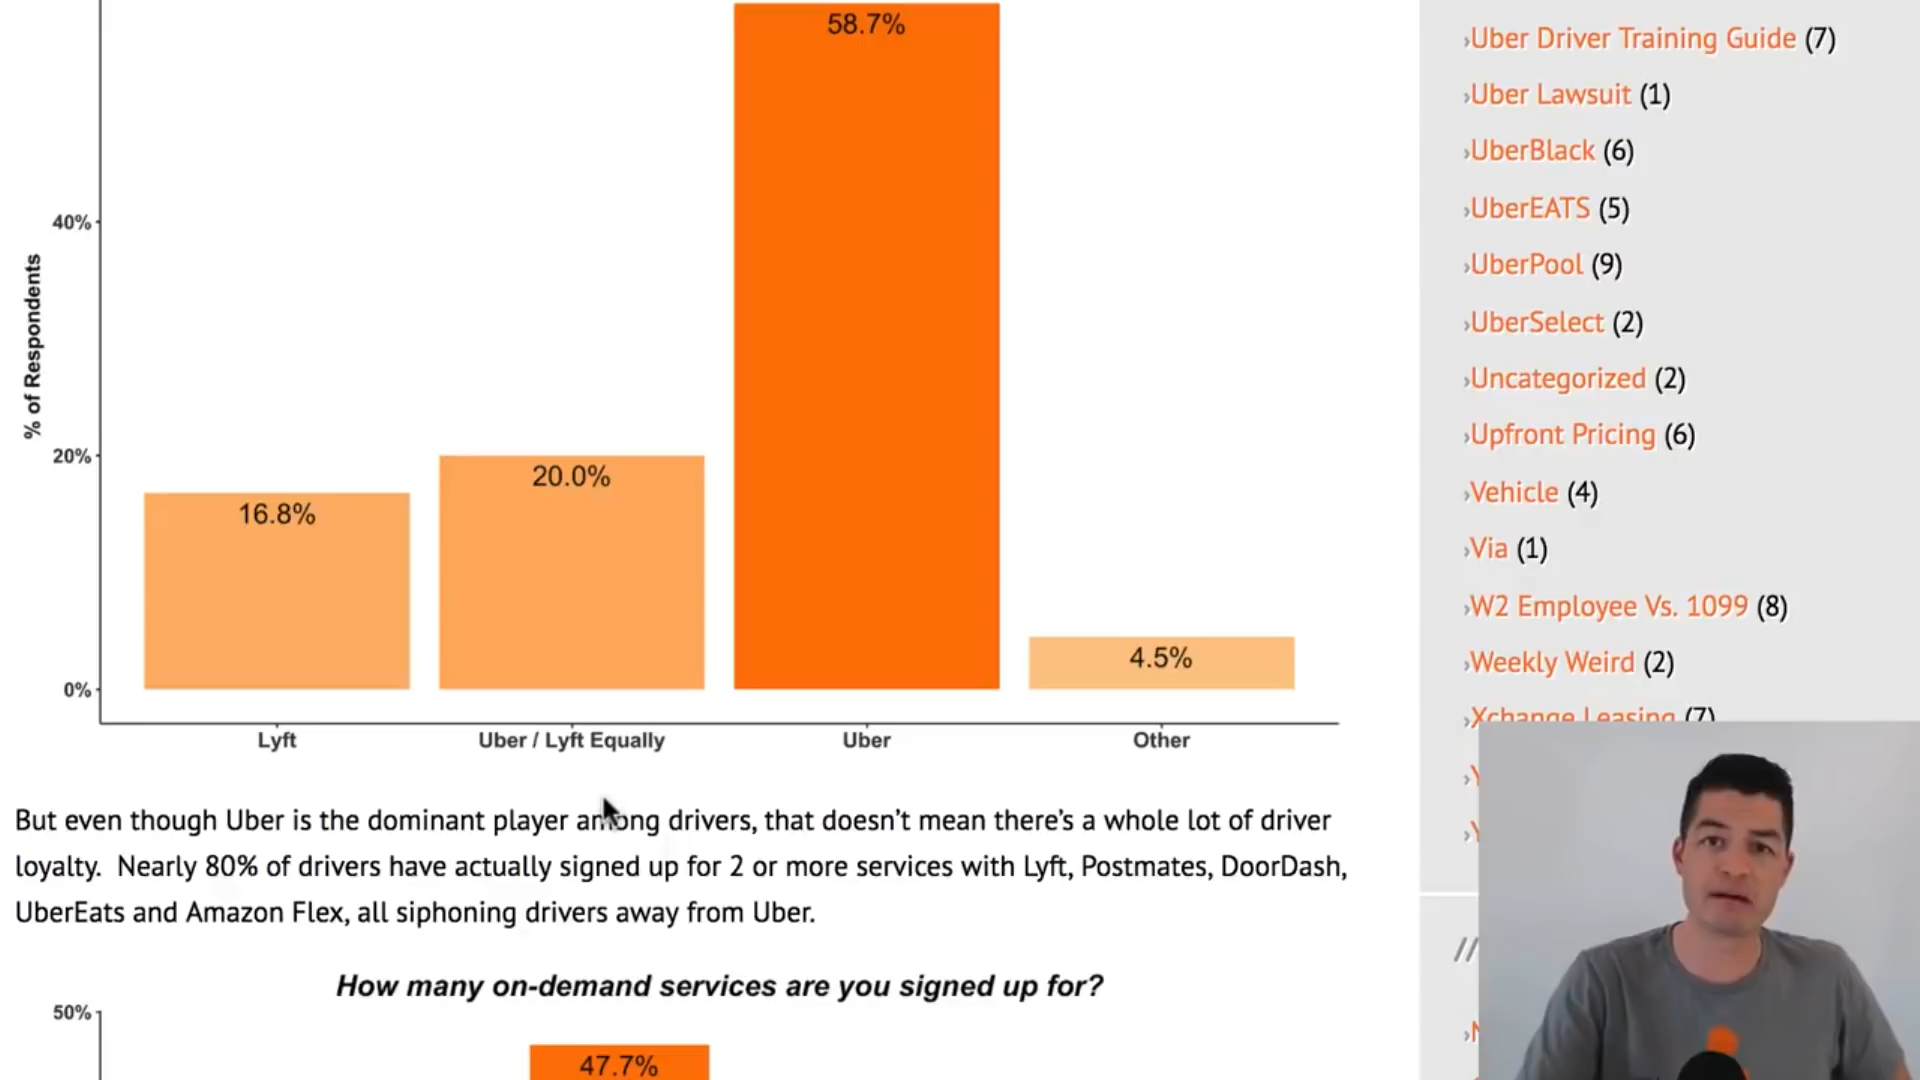 58.7%
40%
% of Respondents
20%
20.0%
16.8%
4.5%
0%
Lyft
Uber / Lyft Equally
Uber
Other
But even though Uber is the dominant player among drivers, that doesn’t mean there’s a whole lot of driver
loyalty.  Nearly 80% of drivers have actually signed up for 2 or more services with Lyft, Postmates, DoorDash,
UberEats and Amazon Flex, all siphoning drivers away from Uber.
How many on-demand services are you signed up for?
50%
47.7%
›Uber Driver Training Guide (7)
›Uber Lawsuit (1)
›UberBlack (6)
›UberEATS (5)
›UberPool (9)
›UberSelect (2)
›Uncategorized (2)
›Upfront Pricing (6)
›Vehicle (4)
›Via (1)
›W2 Employee Vs. 1099 (8)
›Weekly Weird (2)
›Xchange Leasing (7)
//